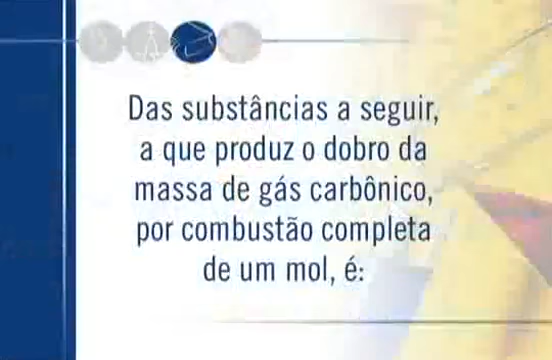 Das substâncias a seguir,
a que produz o dobro da
massa de gás carbônico,
por combustão completa
de um mol, é: